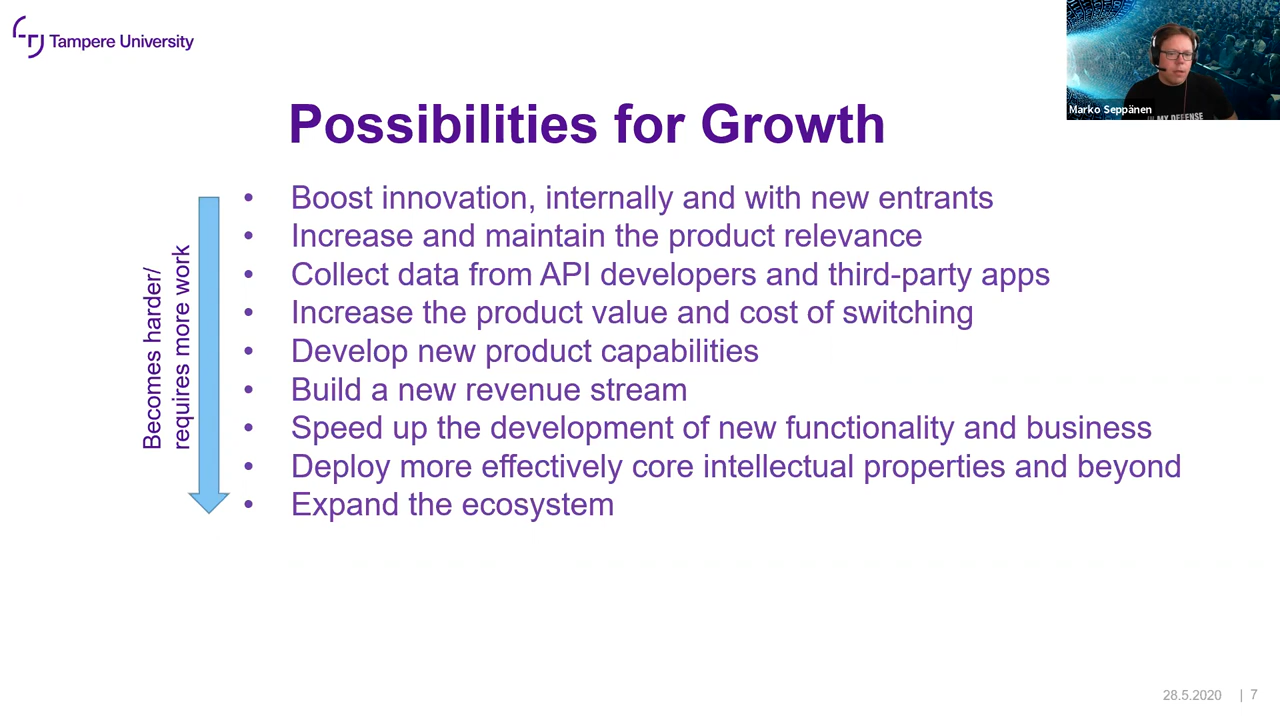 Tampere University
Marko Seppänen
IN MY DEFENSE
Possibilities for Growth
Becomes harder/
requires more work
• Boost innovation, internally and with new entrants
• Increase and maintain the product relevance
• Collect data from API developers and third-party apps
• Increase the product value and cost of switching
• Develop new product capabilities
• Build a new revenue stream
• Speed up the development of new functionality and business
• Deploy more effectively core intellectual properties and beyond
• Expand the ecosystem
28.5.2020 | 7